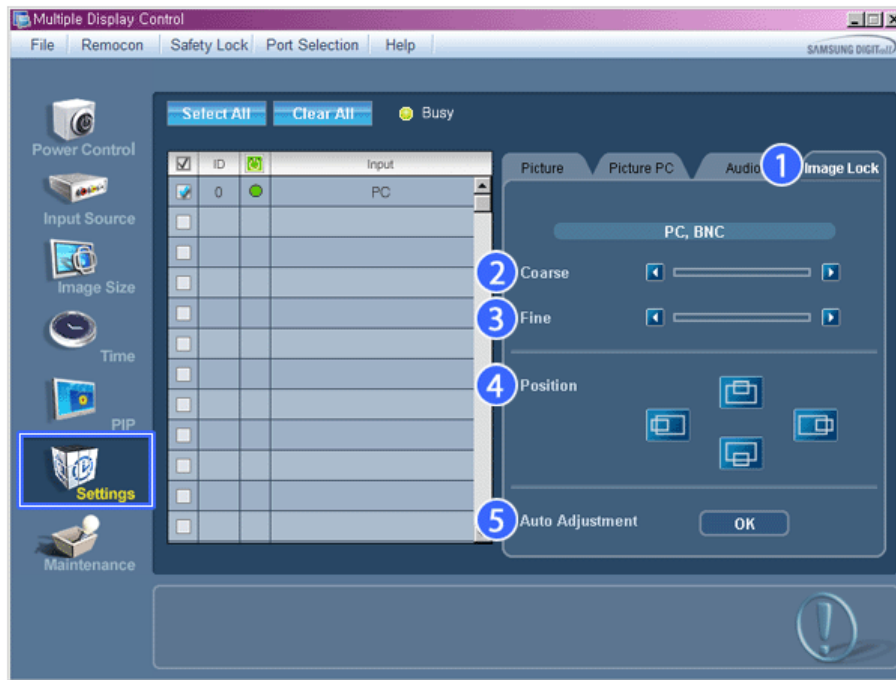 Multiple Display Control
File Remocon Safety Lock Port Selection Help
SAMSUNG DIGITall
Select All Clear All Busy
Power Control
Input Source
Image Size
Time
PIP
Settings
Maintenance
ID Input
0 PC
Picture Picture PC Audio 1 Image Lock
PC, BNC
2 Coarse
3 Fine
4 Position
5 Auto Adjustment OK